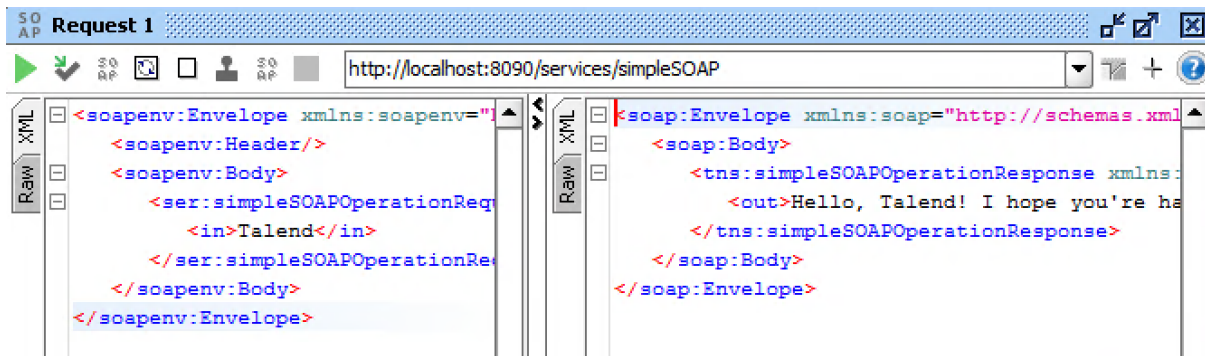 SOAP Request 1
http://localhost:8090/services/simpleSOAP
XML
Raw
<soapenv:Envelope xmlns:soapenv="
<soapenv:Header/>
<soapenv:Body>
<ser:simpleSOAPOperationRequ
<in>Talend</in>
</ser:simpleSOAPOperationRe
</soapenv:Body>
</soapenv:Envelope>
XML
Raw
<soap:Envelope xmlns:soap="http://schemas.xml
<soap:Body>
<tns:simpleSOAPOperationResponse xmlns:
<out>Hello, Talend! I hope you're ha
</tns:simpleSOAPOperationResponse>
</soap:Body>
</soap:Envelope>